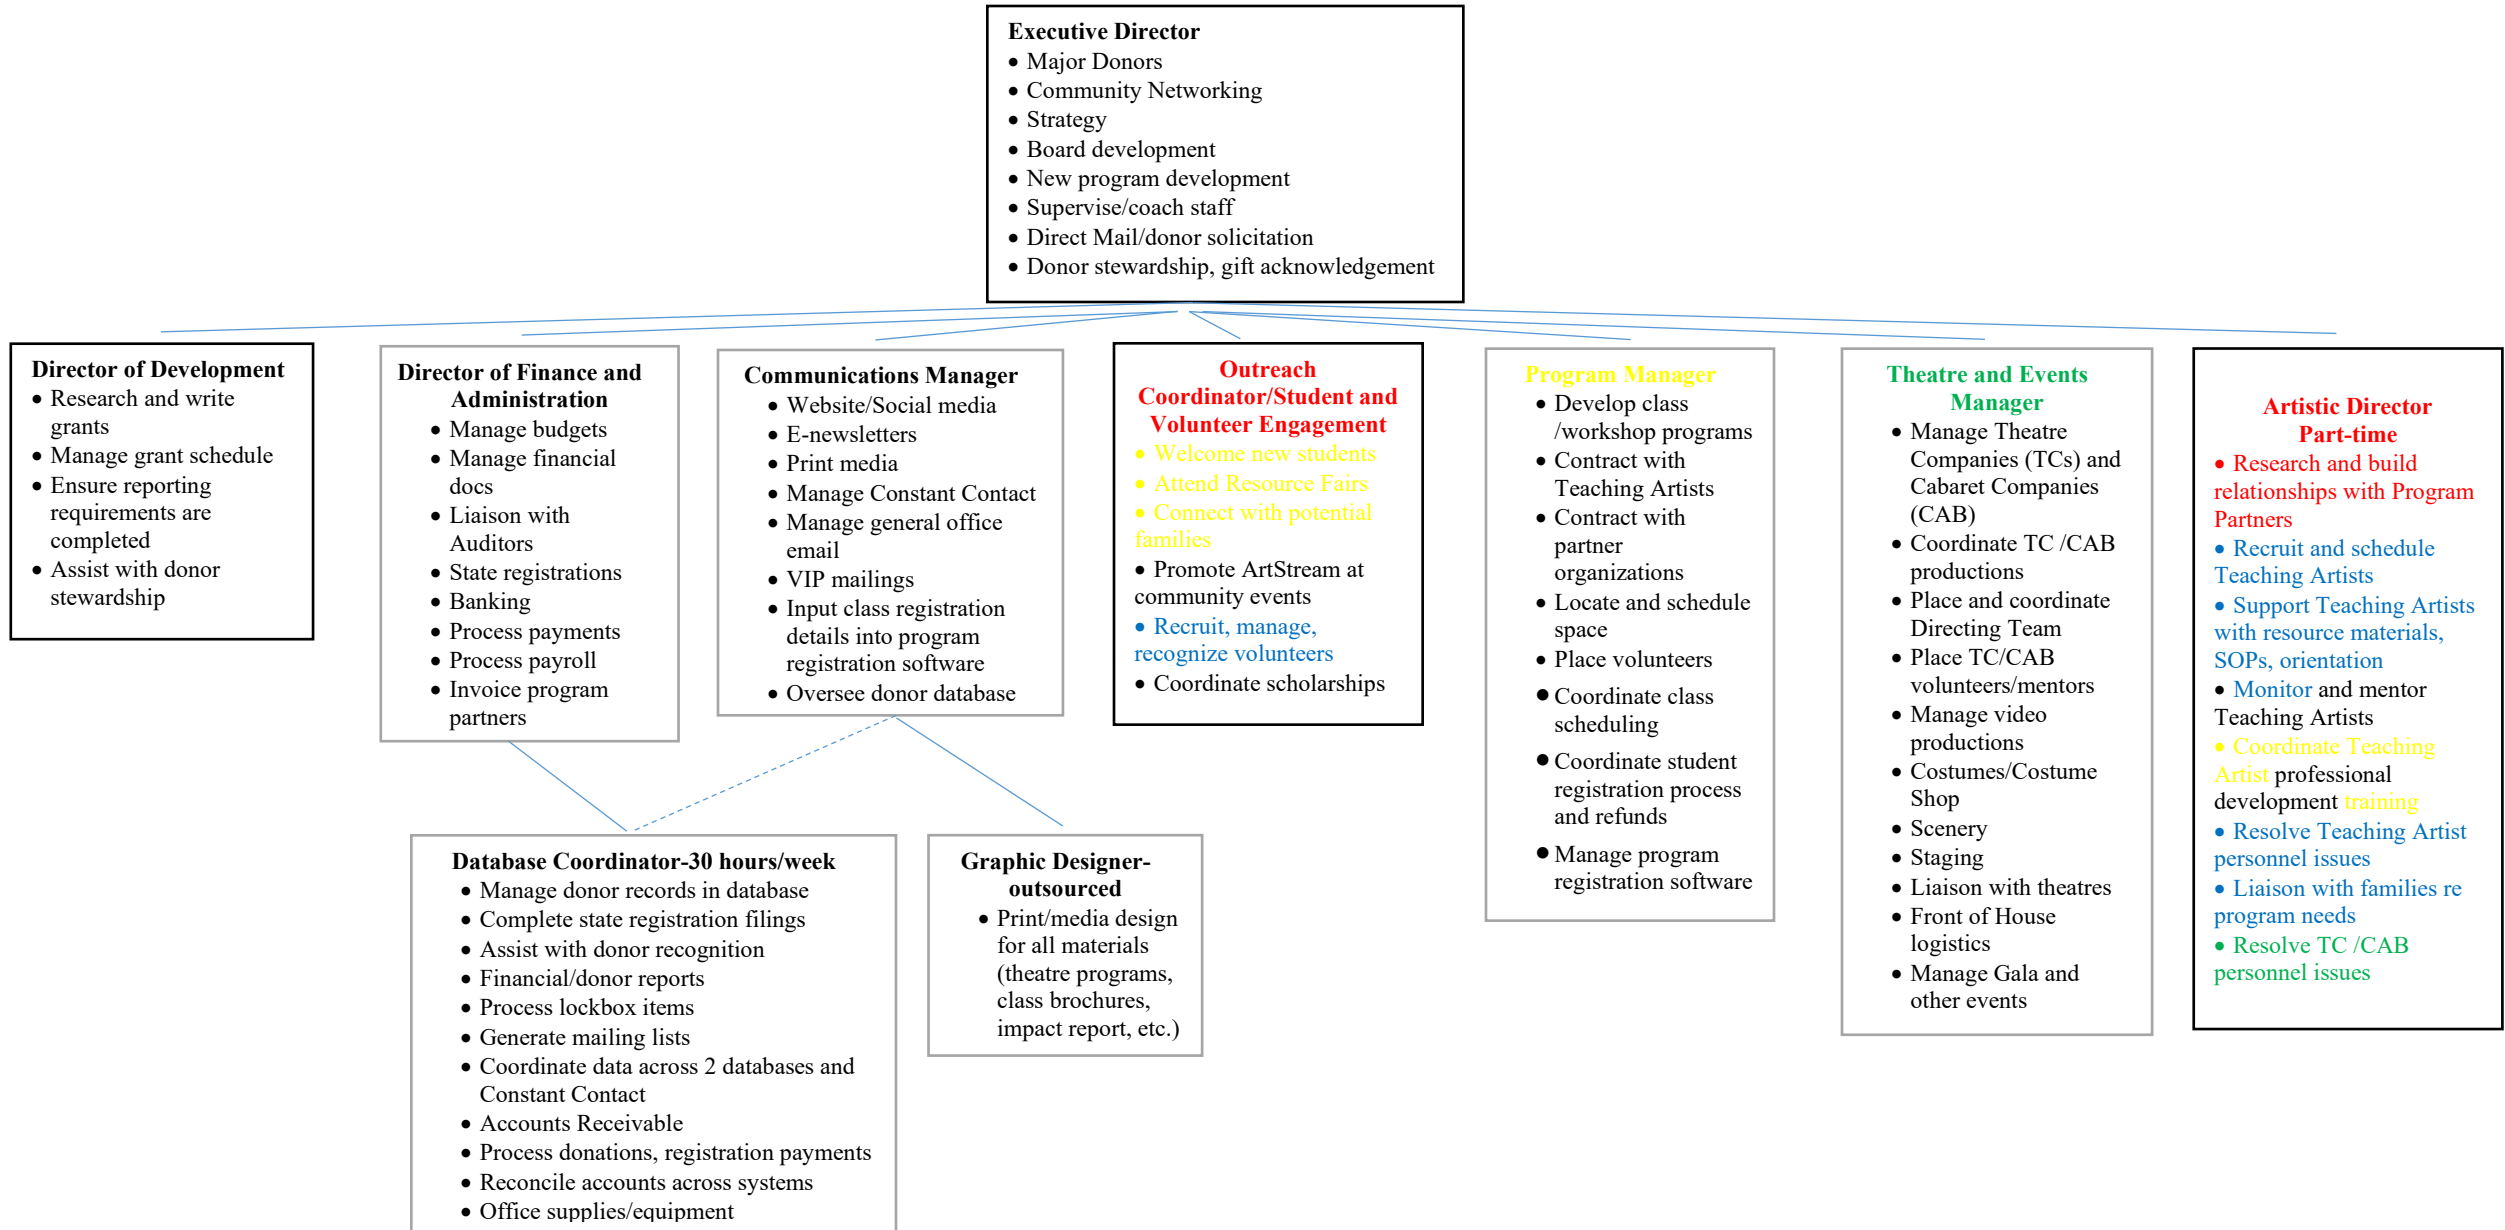 Executive Director
• Major Donors
• Community Networking
• Strategy
• Board development
• New program development
• Supervise/coach staff
• Direct Mail/donor solicitation
• Donor stewardship, gift acknowledgement
Director of Development
• Research and write
grants
• Manage grant schedule
• Ensure reporting
requirements are
completed
• Assist with donor
stewardship
Director of Finance and
Administration
• Manage budgets
• Manage financial
docs
• Liaison with
Auditors
• State registrations
• Banking
• Process payments
• Process payroll
• Invoice program
partners
Communications Manager
• Website/Social media
• E-newsletters
• Print media
• Manage Constant Contact
• Manage general office
email
• VIP mailings
• Input class registration
details into program
registration software
• Oversee donor database
Outreach
Coordinator/Student and
Volunteer Engagement
• Welcome new students
• Attend Resource Fairs
• Connect with potential
families
• Promote ArtStream at
community events
• Recruit, manage,
recognize volunteers
• Coordinate scholarships
Program Manager
• Develop class
/workshop programs
• Contract with
Teaching Artists
• Contract with
partner
organizations
• Locate and schedule
space
• Place volunteers
• Coordinate class
scheduling
• Coordinate student
registration process
and refunds
• Manage program
registration software
Theatre and Events
Manager
• Manage Theatre
Companies (TCs) and
Cabaret Companies
(CAB)
• Coordinate TC /CAB
productions
• Place and coordinate
Directing Team
• Place TC/CAB
volunteers/mentors
• Manage video
productions
• Costumes/Costume
Shop
• Scenery
• Staging
• Liaison with theatres
• Front of House
logistics
• Manage Gala and
other events
Artistic Director
Part-time
• Research and build
relationships with Program
Partners
• Recruit and schedule
Teaching Artists
• Support Teaching Artists
with resource materials,
SOPs, orientation
• Monitor and mentor
Teaching Artists
• Coordinate Teaching
Artist professional
development training
• Resolve Teaching Artist
personnel issues
• Liaison with families re
program needs
• Resolve TC /CAB
personnel issues
Database Coordinator-30 hours/week
• Manage donor records in database
• Complete state registration filings
• Assist with donor recognition
• Financial/donor reports
• Process lockbox items
• Generate mailing lists
• Coordinate data across 2 databases and
Constant Contact
• Accounts Receivable
• Process donations, registration payments
• Reconcile accounts across systems
• Office supplies/equipment
Graphic Designer-
outsourced
• Print/media design
for all materials
(theatre programs,
class brochures,
impact report, etc.)